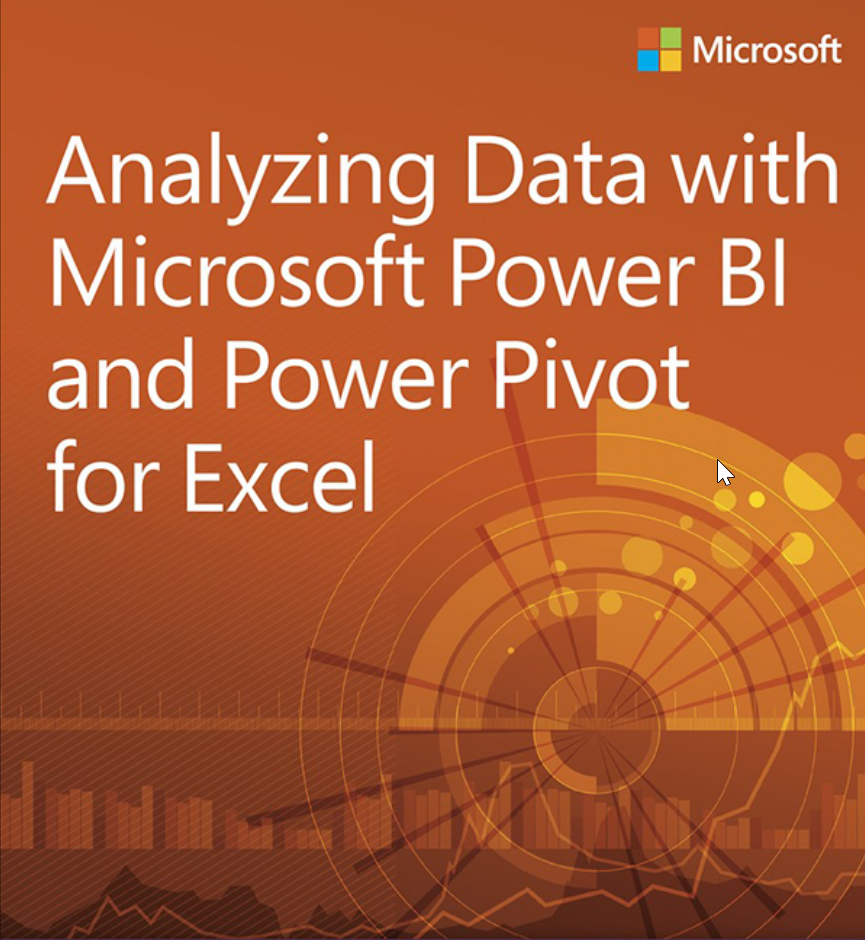 Microsoft
Analyzing Data with
Microsoft Power BI
and Power Pivot
for Excel